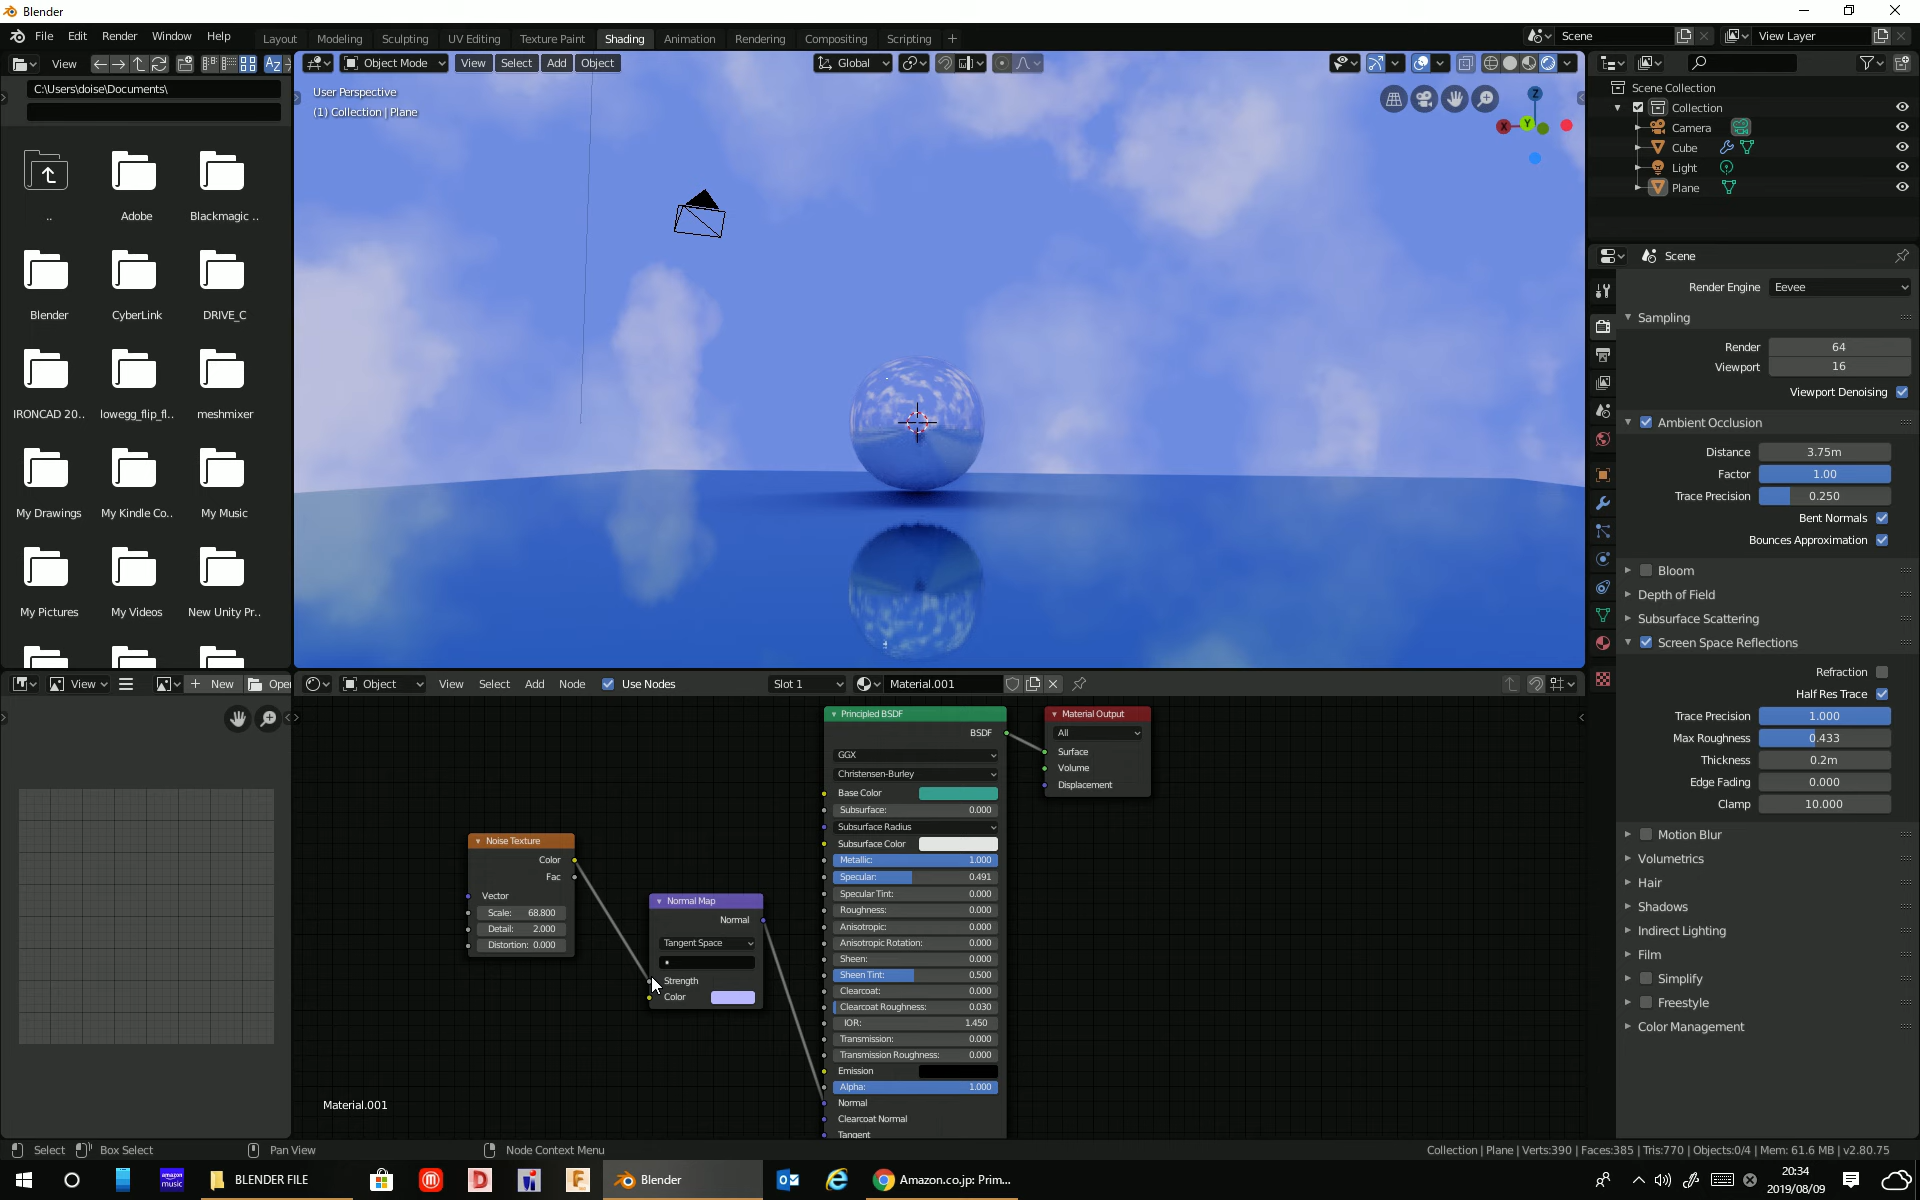 Blender
File Edit Render Window Help
Layout Modeling Sculpting UV Editing Texture Paint Shading Animation Rendering Compositing Scripting +
Scene
View Layer
View
C:\Users\doise\Documents\
.. Adobe Blackmagic ..
Blender CyberLink DRIVE_C
IRONCAD 20.. lowegg_flip_fl.. meshmixer
My Drawings My Kindle Co.. My Music
My Pictures My Videos New Unity Pr..
Object Mode View Select Add Object Global
User Perspective
(1) Collection | Plane
Z
X Y
Scene Collection
Collection
Camera
Cube
Light
Plane
Scene
Render Engine Eevee
Sampling
Render 64
Viewport 16
Viewport Denoising
Ambient Occlusion
Distance 3.75m
Factor 1.00
Trace Precision 0.250
Bent Normals
Bounces Approximation
Bloom
Depth of Field
Subsurface Scattering
Screen Space Reflections
Refraction
Half Res Trace
Trace Precision 1.000
Max Roughness 0.433
Thickness 0.2m
Edge Fading 0.000
Clamp 10.000
Motion Blur
Volumetrics
Hair
Shadows
Indirect Lighting
Film
Simplify
Freestyle
Color Management
View + New Oper
Object View Select Add Node Use Nodes Slot 1 Material.001
Noise Texture
Color
Fac
Vector
Scale: 68.800
Detail: 2.000
Distortion: 0.000
Normal Map
Normal
Tangent Space
Strength
Color
Principled BSDF
BSDF
GGX
Christensen-Burley
Base Color
Subsurface: 0.000
Subsurface Radius
Subsurface Color
Metallic: 1.000
Specular: 0.491
Specular Tint: 0.000
Roughness: 0.000
Anisotropic: 0.000
Anisotropic Rotation: 0.000
Sheen: 0.000
Sheen Tint: 0.500
Clearcoat: 0.000
Clearcoat Roughness: 0.030
IOR: 1.450
Transmission: 0.000
Transmission Roughness: 0.000
Emission
Alpha: 1.000
Normal
Clearcoat Normal
Tangent
Material Output
All
Surface
Volume
Displacement
Material.001
Select Box Select Pan View Node Context Menu
Collection | Plane | Verts:390 | Faces:385 | Tris:770 | Objects:0/4 | Mem: 61.6 MB | v2.80.75
amazon music
BLENDER FILE
Blender
Amazon.co.jp: Prim...
20:34
2019/08/09